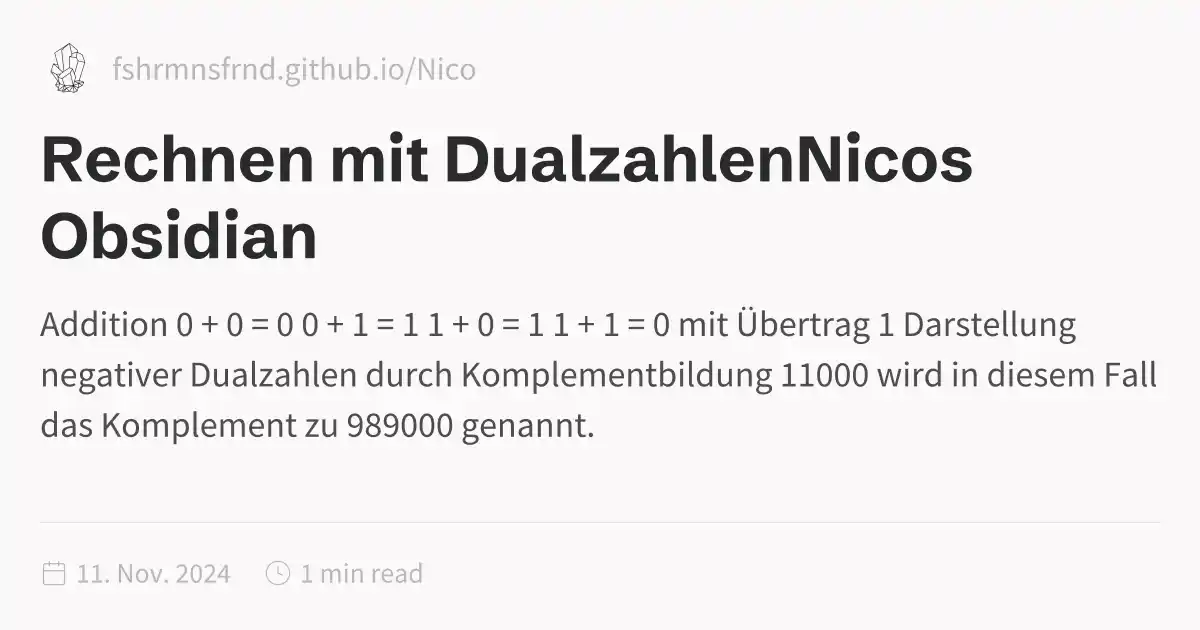 fshrmnsfrnd.github.io/Nico
Rechnen mit DualzahlenNicos
Obsidian
Addition 0 + 0 = 0 0 + 1 = 1 1 + 0 = 1 1 + 1 = 0 mit Übertrag 1 Darstellung
negativer Dualzahlen durch Komplementbildung 11000 wird in diesem Fall
das Komplement zu 989000 genannt.
11. Nov. 2024 1 min read